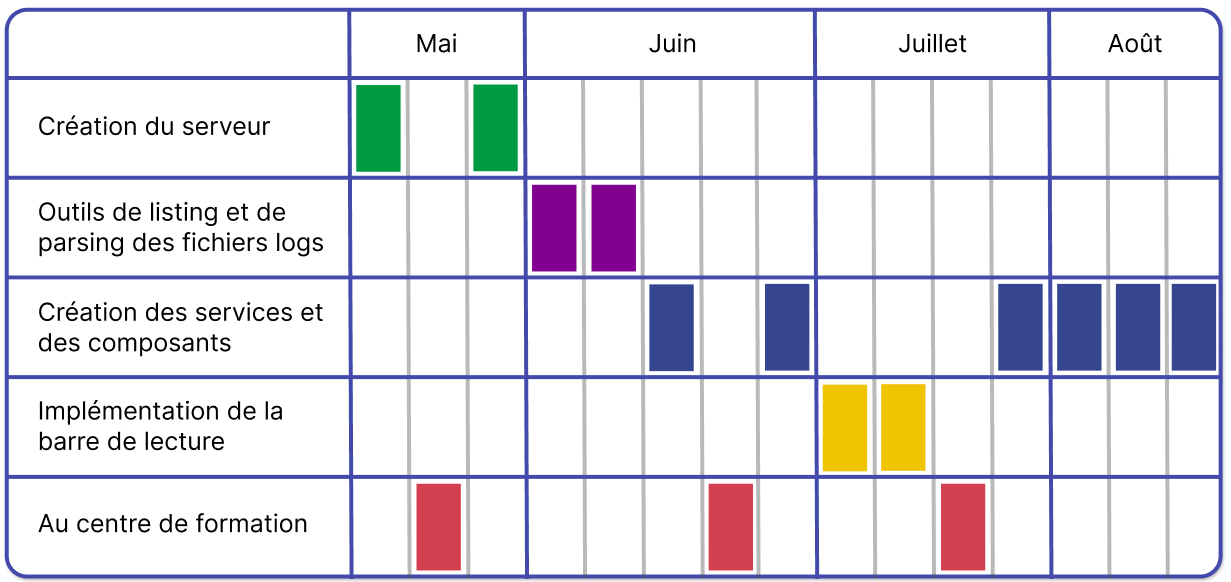 Mai Juin Juillet Août
Création du serveur
Outils de listing et de
parsing des fichiers logs
Création des services et
des composants
Implémentation de la
barre de lecture
Au centre de formation